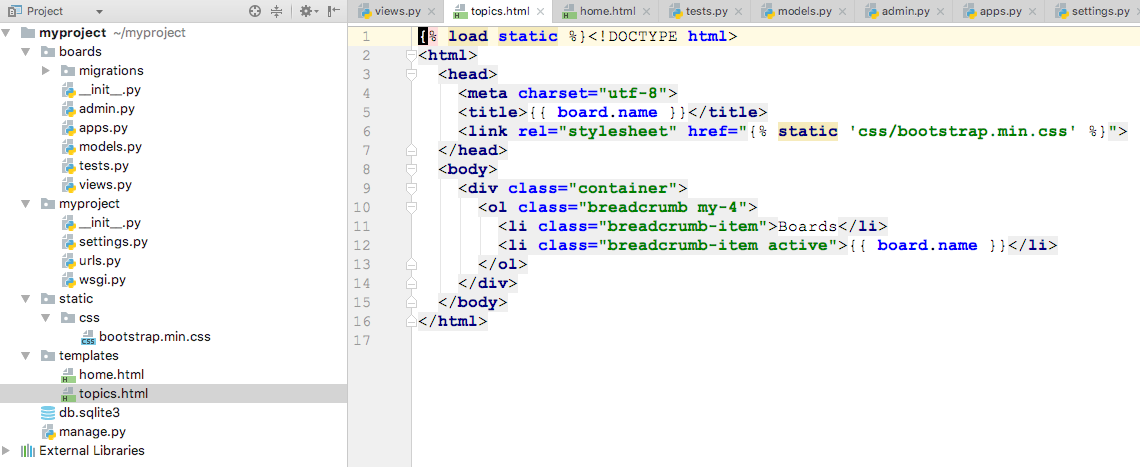 Project
myproject ~/myproject
boards
migrations
__init__.py
admin.py
apps.py
models.py
tests.py
views.py
myproject
__init__.py
settings.py
urls.py
wsgi.py
static
css
bootstrap.min.css
templates
home.html
topics.html
db.sqlite3
manage.py
External Libraries
views.py topics.html home.html tests.py models.py admin.py apps.py settings.py
1 {% load static %}<!DOCTYPE html>
2 <html>
3 <head>
4 <meta charset="utf-8">
5 <title>{{ board.name }}</title>
6 <link rel="stylesheet" href="{% static 'css/bootstrap.min.css' %}">
7 </head>
8 <body>
9 <div class="container">
10 <ol class="breadcrumb my-4">
11 <li class="breadcrumb-item">Boards</li>
12 <li class="breadcrumb-item active">{{ board.name }}</li>
13 </ol>
14 </div>
15 </body>
16 </html>
17